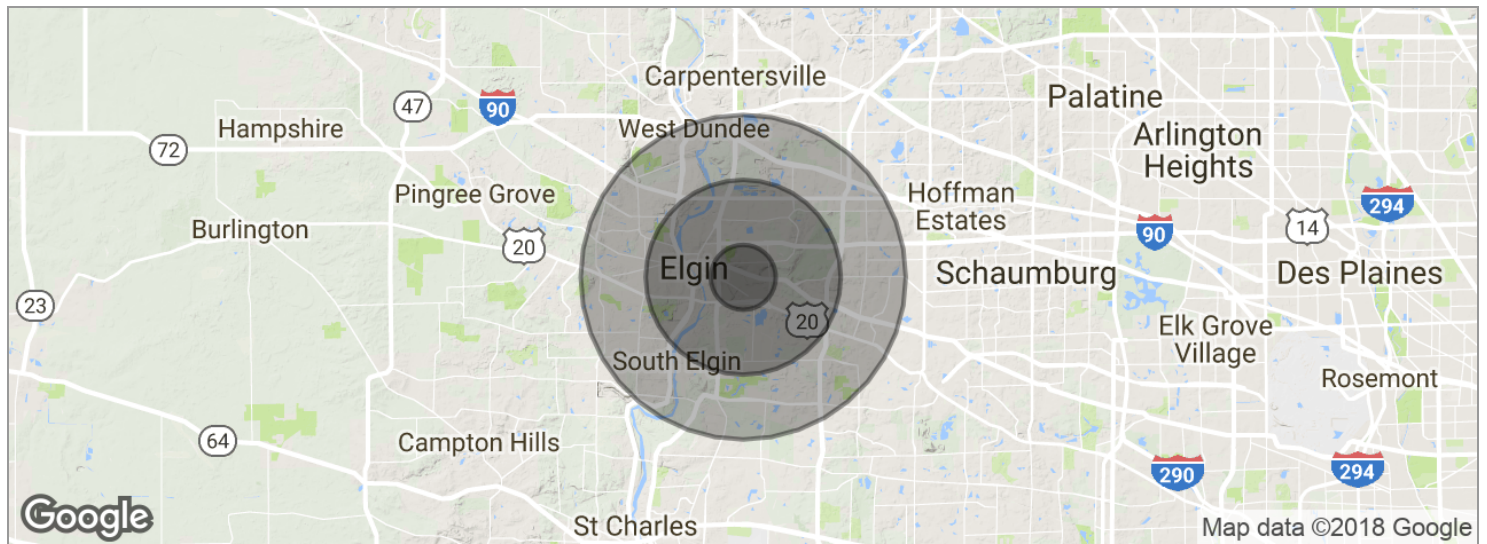 Carpentersville
Palatine
47
90
Hampshire
West Dundee
Arlington
Heights
72
Pingree Grove
Hoffman
Estates
294
Burlington
20
90
14
Elgin
Schaumburg
Des Plaines
23
20
Elk Grove
Village
South Elgin
Rosemont
64
Campton Hills
290
294
Google
St Charles
Map data ©2018 Google